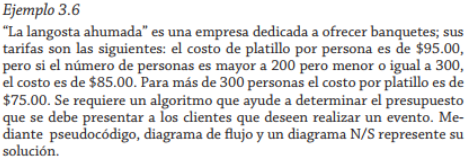 Ejemplo 3.6
“La langosta ahumada” es una empresa dedicada a ofrecer banquetes; sus
tarifas son las siguientes: el costo de platillo por persona es de $95.00,
pero si el número de personas es mayor a 200 pero menor o igual a 300,
el costo es de $85.00. Para más de 300 personas el costo por platillo es de
$75.00. Se requiere un algoritmo que ayude a determinar el presupuesto
que se debe presentar a los clientes que deseen realizar un evento. Me-
diante pseudocódigo, diagrama de flujo y un diagrama N/S represente su
solución.